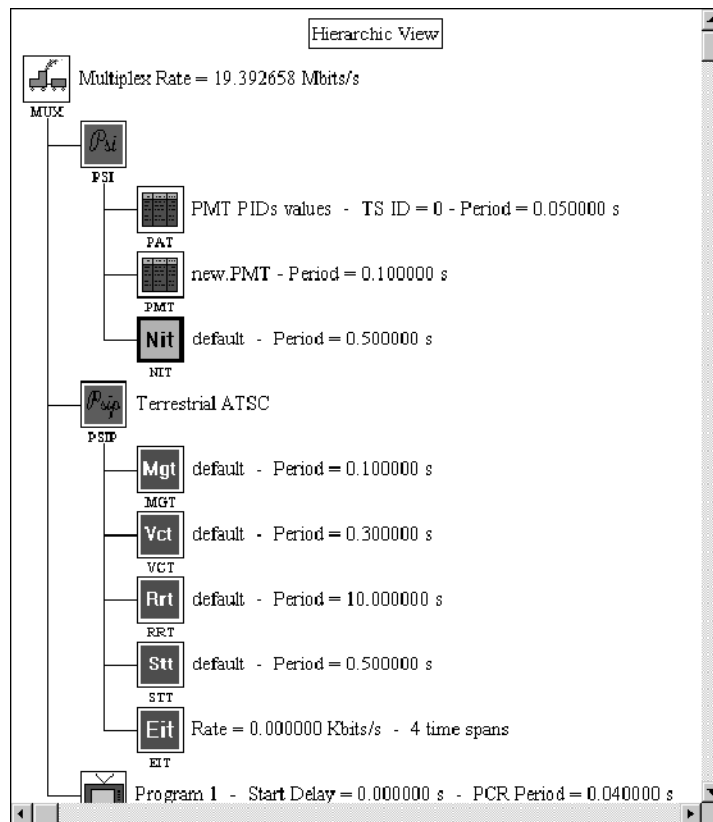 Hierarchic View
Multiplex Rate = 19.392658 Mbits/s
MUX
Psi
PSI
PMT PIDs values - TS ID = 0 - Period = 0.050000 s
PAT
new.PMT - Period = 0.100000 s
PMT
Nit default - Period = 0.500000 s
NIT
Psip Terrestrial ATSC
PSIP
Mgt default - Period = 0.100000 s
MGT
Vct default - Period = 0.300000 s
VCT
Rrt default - Period = 10.000000 s
RRT
Stt default - Period = 0.500000 s
STT
Eit Rate = 0.000000 Kbits/s - 4 time spans
EIT
Program 1 - Start Delay = 0.000000 s - PCR Period = 0.040000 s